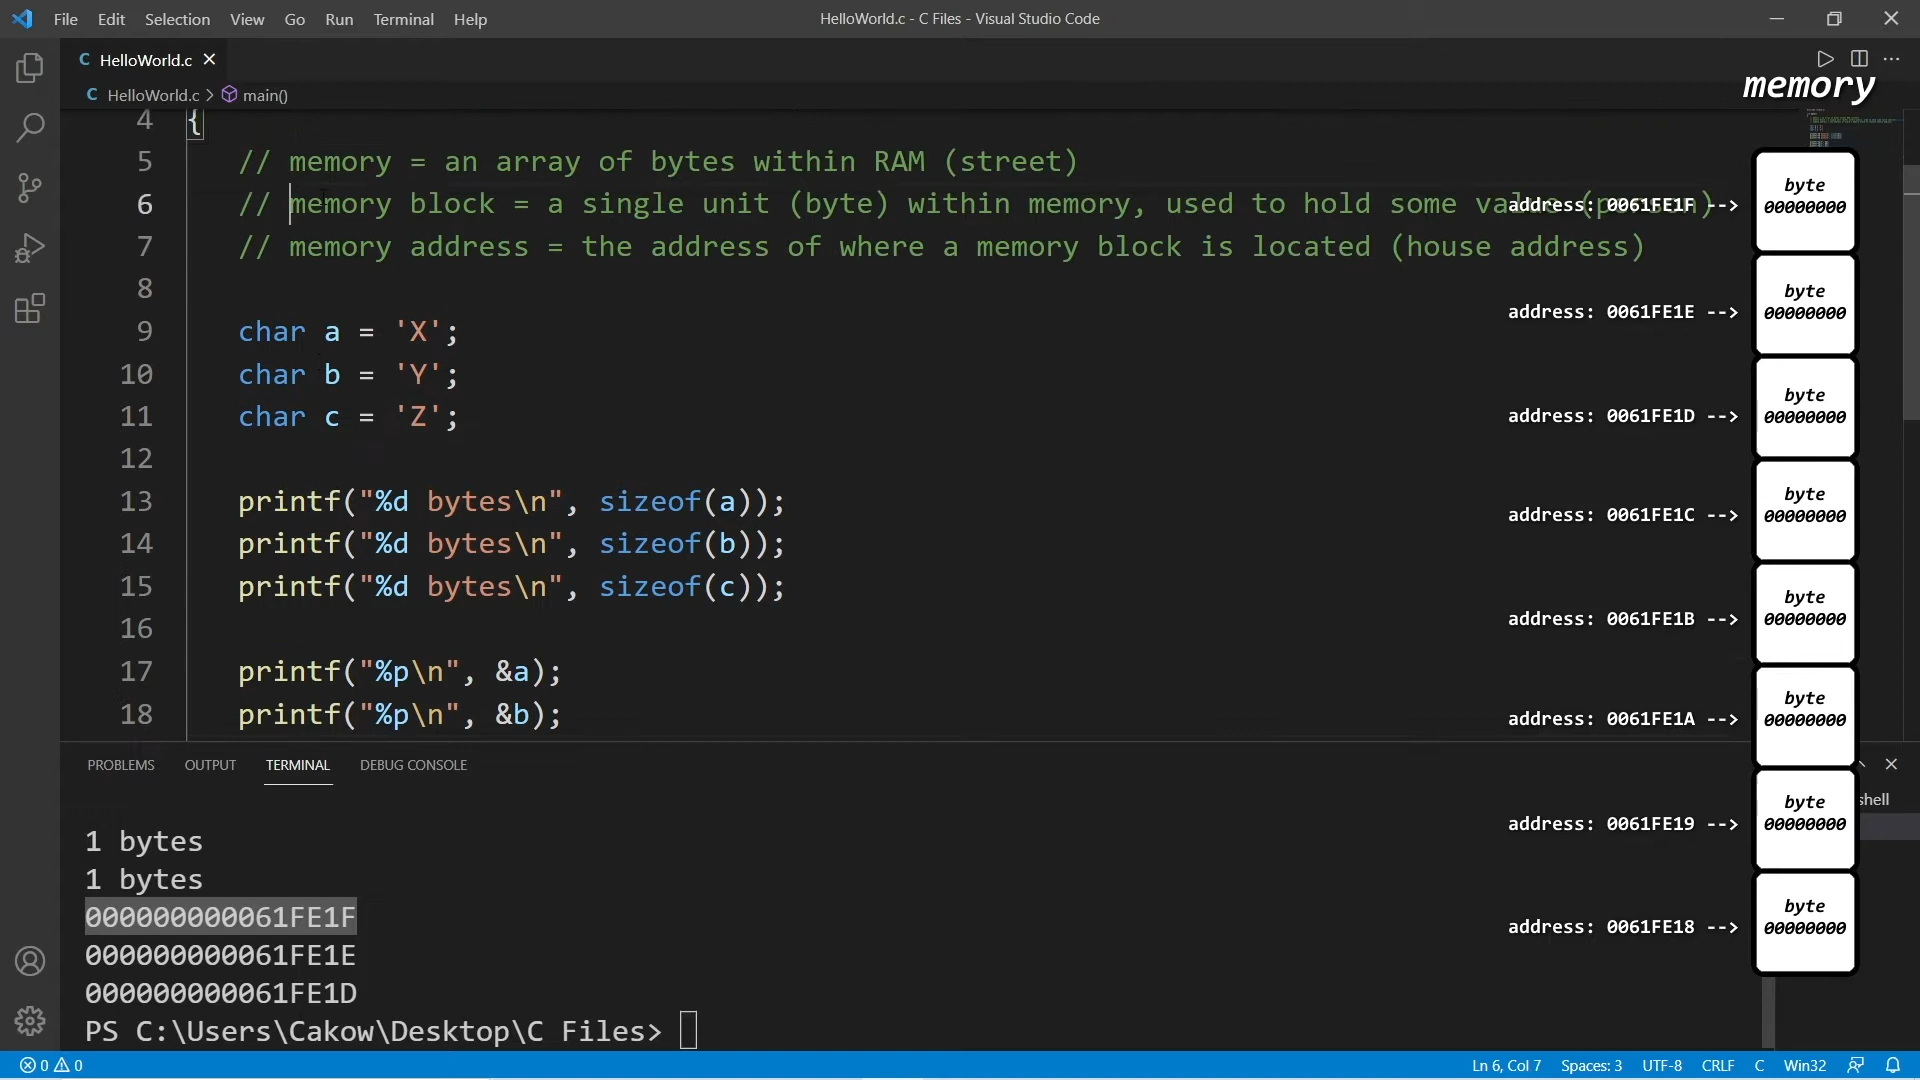 File Edit Selection View Go Run Terminal Help
HelloWorld.c - C Files - Visual Studio Code
C HelloWorld.c
C HelloWorld.c > main()
memory
4 {
5 // memory = an array of bytes within RAM (street)
6 // memory block = a single unit (byte) within memory, used to hold some value (person)
7 // memory address = the address of where a memory block is located (house address)
8
9 char a = 'X';
10 char b = 'Y';
11 char c = 'Z';
12
13 printf("%d bytes\n", sizeof(a));
14 printf("%d bytes\n", sizeof(b));
15 printf("%d bytes\n", sizeof(c));
16
17 printf("%p\n", &a);
18 printf("%p\n", &b);
address: 0061FE1F -->
byte
00000000
address: 0061FE1E -->
byte
00000000
address: 0061FE1D -->
byte
00000000
address: 0061FE1C -->
byte
00000000
address: 0061FE1B -->
byte
00000000
address: 0061FE1A -->
byte
00000000
address: 0061FE19 -->
byte
00000000
address: 0061FE18 -->
byte
00000000
PROBLEMS OUTPUT TERMINAL DEBUG CONSOLE
shell
1 bytes
1 bytes
000000000061FE1F
000000000061FE1E
000000000061FE1D
PS C:\Users\Cakow\Desktop\C Files>
0 0
Ln 6, Col 7 Spaces: 3 UTF-8 CRLF C Win32